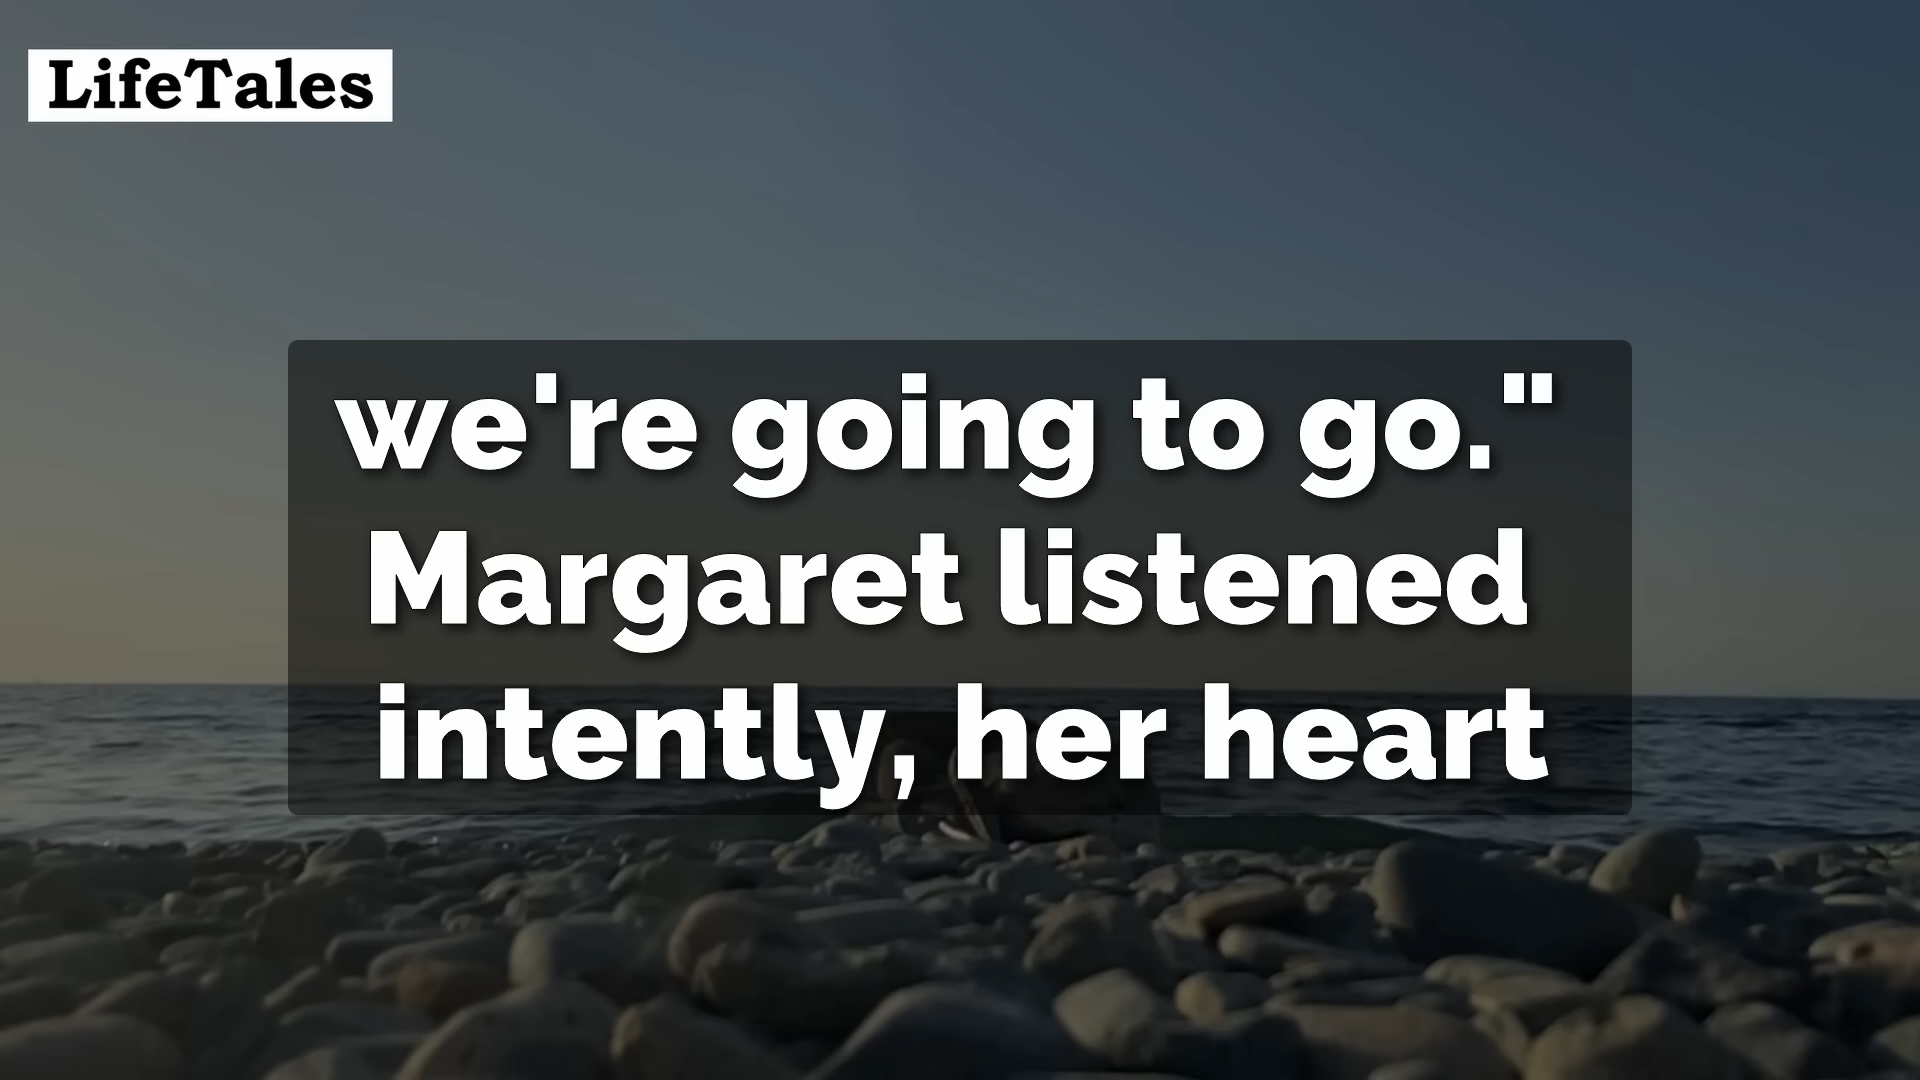 LifeTales
we're going to go."
Margaret listened
intently, her heart